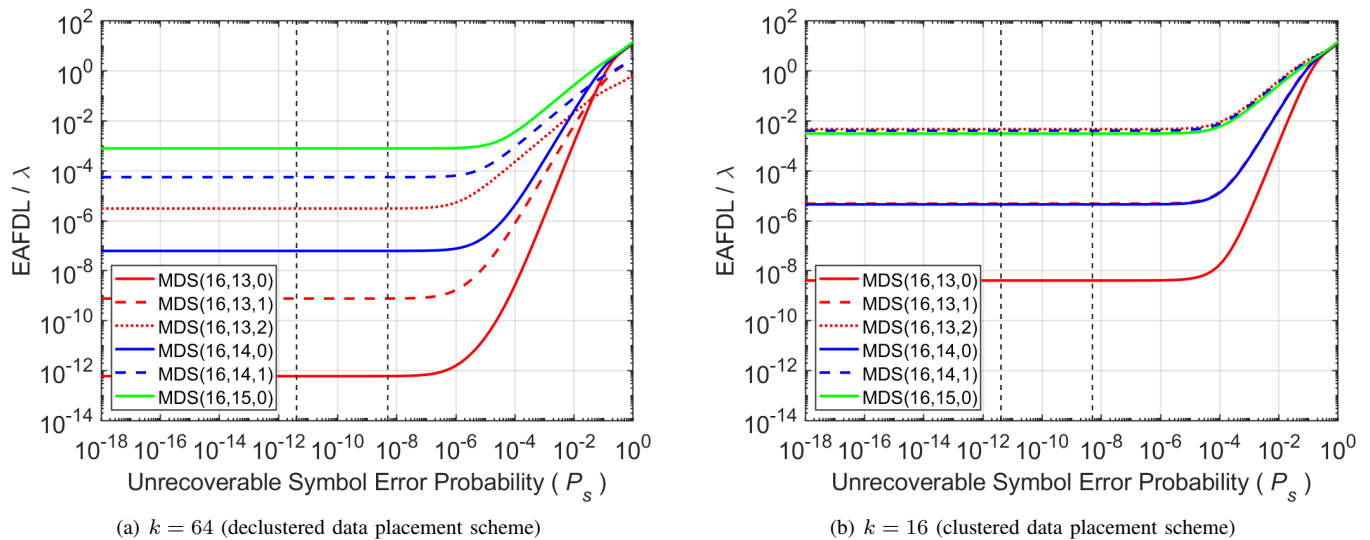 10^2
10^0
10^-2
10^-4
10^-6
10^-8
10^-10
10^-12
10^-14
EAFDL / λ
MDS(16,13,0)
MDS(16,13,1)
MDS(16,13,2)
MDS(16,14,0)
MDS(16,14,1)
MDS(16,15,0)
10^-18 10^-16 10^-14 10^-12 10^-10 10^-8 10^-6 10^-4 10^-2 10^0
Unrecoverable Symbol Error Probability ( P_s )
(a) k = 64 (declustered data placement scheme)
10^2
10^0
10^-2
10^-4
10^-6
10^-8
10^-10
10^-12
10^-14
EAFDL / λ
MDS(16,13,0)
MDS(16,13,1)
MDS(16,13,2)
MDS(16,14,0)
MDS(16,14,1)
MDS(16,15,0)
10^-18 10^-16 10^-14 10^-12 10^-10 10^-8 10^-6 10^-4 10^-2 10^0
Unrecoverable Symbol Error Probability ( P_s )
(b) k = 16 (clustered data placement scheme)